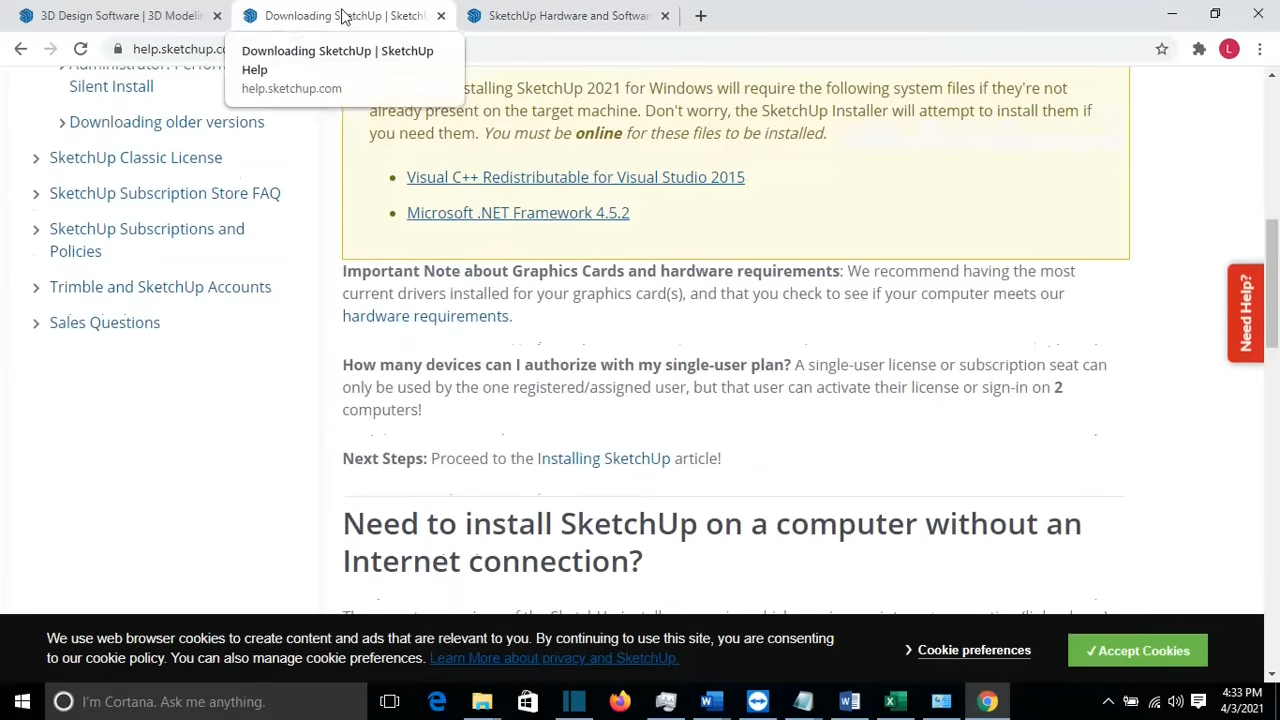 3D Design Software | 3D Modelin
Downloading SketchUp | Sketch
SketchUp Hardware and Softwar
help.sketchup.co
Downloading SketchUp | SketchUp
Help
help.sketchup.com
L
Silent Install
Downloading older versions
SketchUp Classic License
SketchUp Subscription Store FAQ
SketchUp Subscriptions and
Policies
Trimble and SketchUp Accounts
Sales Questions
stalling SketchUp 2021 for Windows will require the following system files if they're not
already present on the target machine. Don't worry, the SketchUp Installer will attempt to install them if
you need them. You must be online for these files to be installed.
Visual C++ Redistributable for Visual Studio 2015
Microsoft .NET Framework 4.5.2
Important Note about Graphics Cards and hardware requirements: We recommend having the most
current drivers installed for your graphics card(s), and that you check to see if your computer meets our
hardware requirements.
How many devices can I authorize with my single-user plan? A single-user license or subscription seat can
only be used by the one registered/assigned user, but that user can activate their license or sign-in on 2
computers!
Next Steps: Proceed to the Installing SketchUp article!
Need to install SketchUp on a computer without an
Internet connection?
Need Help?
We use web browser cookies to create content and ads that are relevant to you. By continuing to use this site, you are consenting
to our cookie policy. You can also manage cookie preferences. Learn More about privacy and SketchUp.
Cookie preferences
✓Accept Cookies
I'm Cortana. Ask me anything.
4:33 PM
4/3/2021